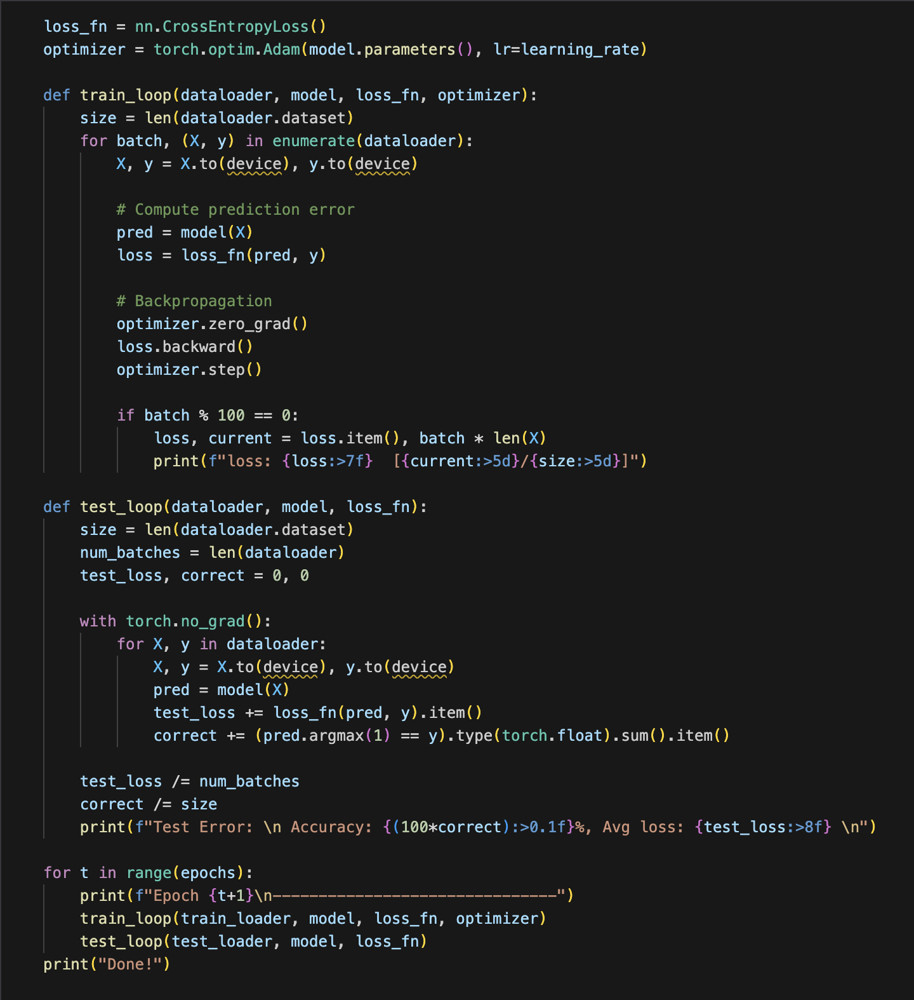 loss_fn = nn.CrossEntropyLoss()
optimizer = torch.optim.Adam(model.parameters(), lr=learning_rate)
def train_loop(dataloader, model, loss_fn, optimizer):
    size = len(dataloader.dataset)
    for batch, (X, y) in enumerate(dataloader):
        X, y = X.to(device), y.to(device)
        # Compute prediction error
        pred = model(X)
        loss = loss_fn(pred, y)
        # Backpropagation
        optimizer.zero_grad()
        loss.backward()
        optimizer.step()
        if batch % 100 == 0:
            loss, current = loss.item(), batch * len(X)
            print(f"loss: {loss:>7f}  [{current:>5d}/{size:>5d}]")
def test_loop(dataloader, model, loss_fn):
    size = len(dataloader.dataset)
    num_batches = len(dataloader)
    test_loss, correct = 0, 0
    with torch.no_grad():
        for X, y in dataloader:
            X, y = X.to(device), y.to(device)
            pred = model(X)
            test_loss += loss_fn(pred, y).item()
            correct += (pred.argmax(1) == y).type(torch.float).sum().item()
    test_loss /= num_batches
    correct /= size
    print(f"Test Error: \n Accuracy: {(100*correct):>0.1f}%, Avg loss: {test_loss:>8f} \n")
for t in range(epochs):
    print(f"Epoch {t+1}\n-------------------------------")
    train_loop(train_loader, model, loss_fn, optimizer)
    test_loop(test_loader, model, loss_fn)
print("Done!")